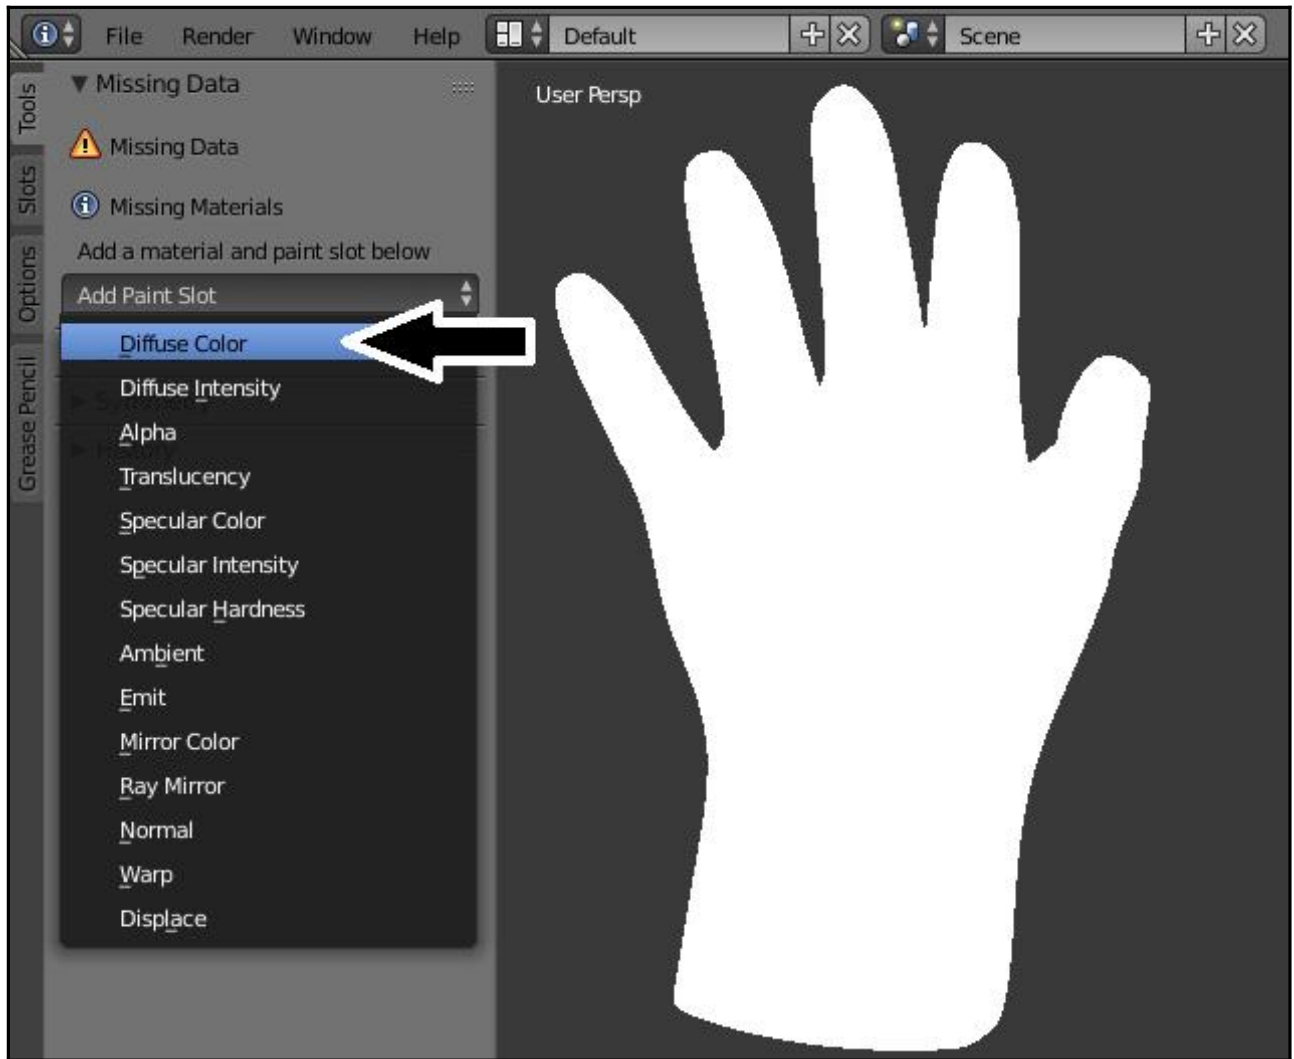 File Render Window Help Default Scene
Tools
Slots
Options
Grease Pencil
Missing Data
Missing Data
Missing Materials
Add a material and paint slot below
Add Paint Slot
Diffuse Color
Diffuse Intensity
Alpha
Translucency
Specular Color
Specular Intensity
Specular Hardness
Ambient
Emit
Mirror Color
Ray Mirror
Normal
Warp
Displace
User Persp